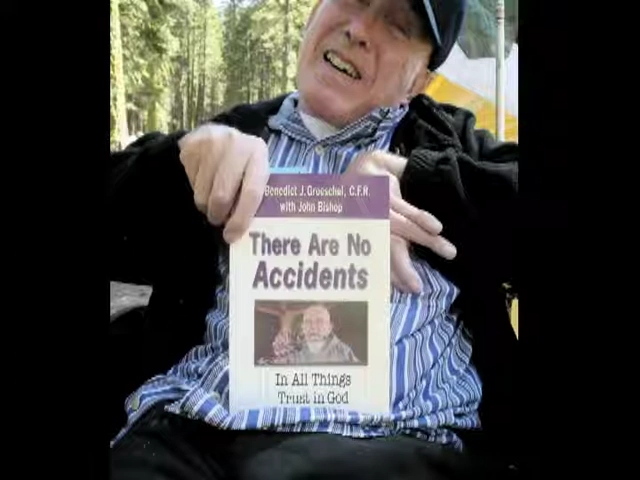 Benedict J. Groeschel, C.F.R.
with John Bishop
There Are No
Accidents
In All Things
Trust in God